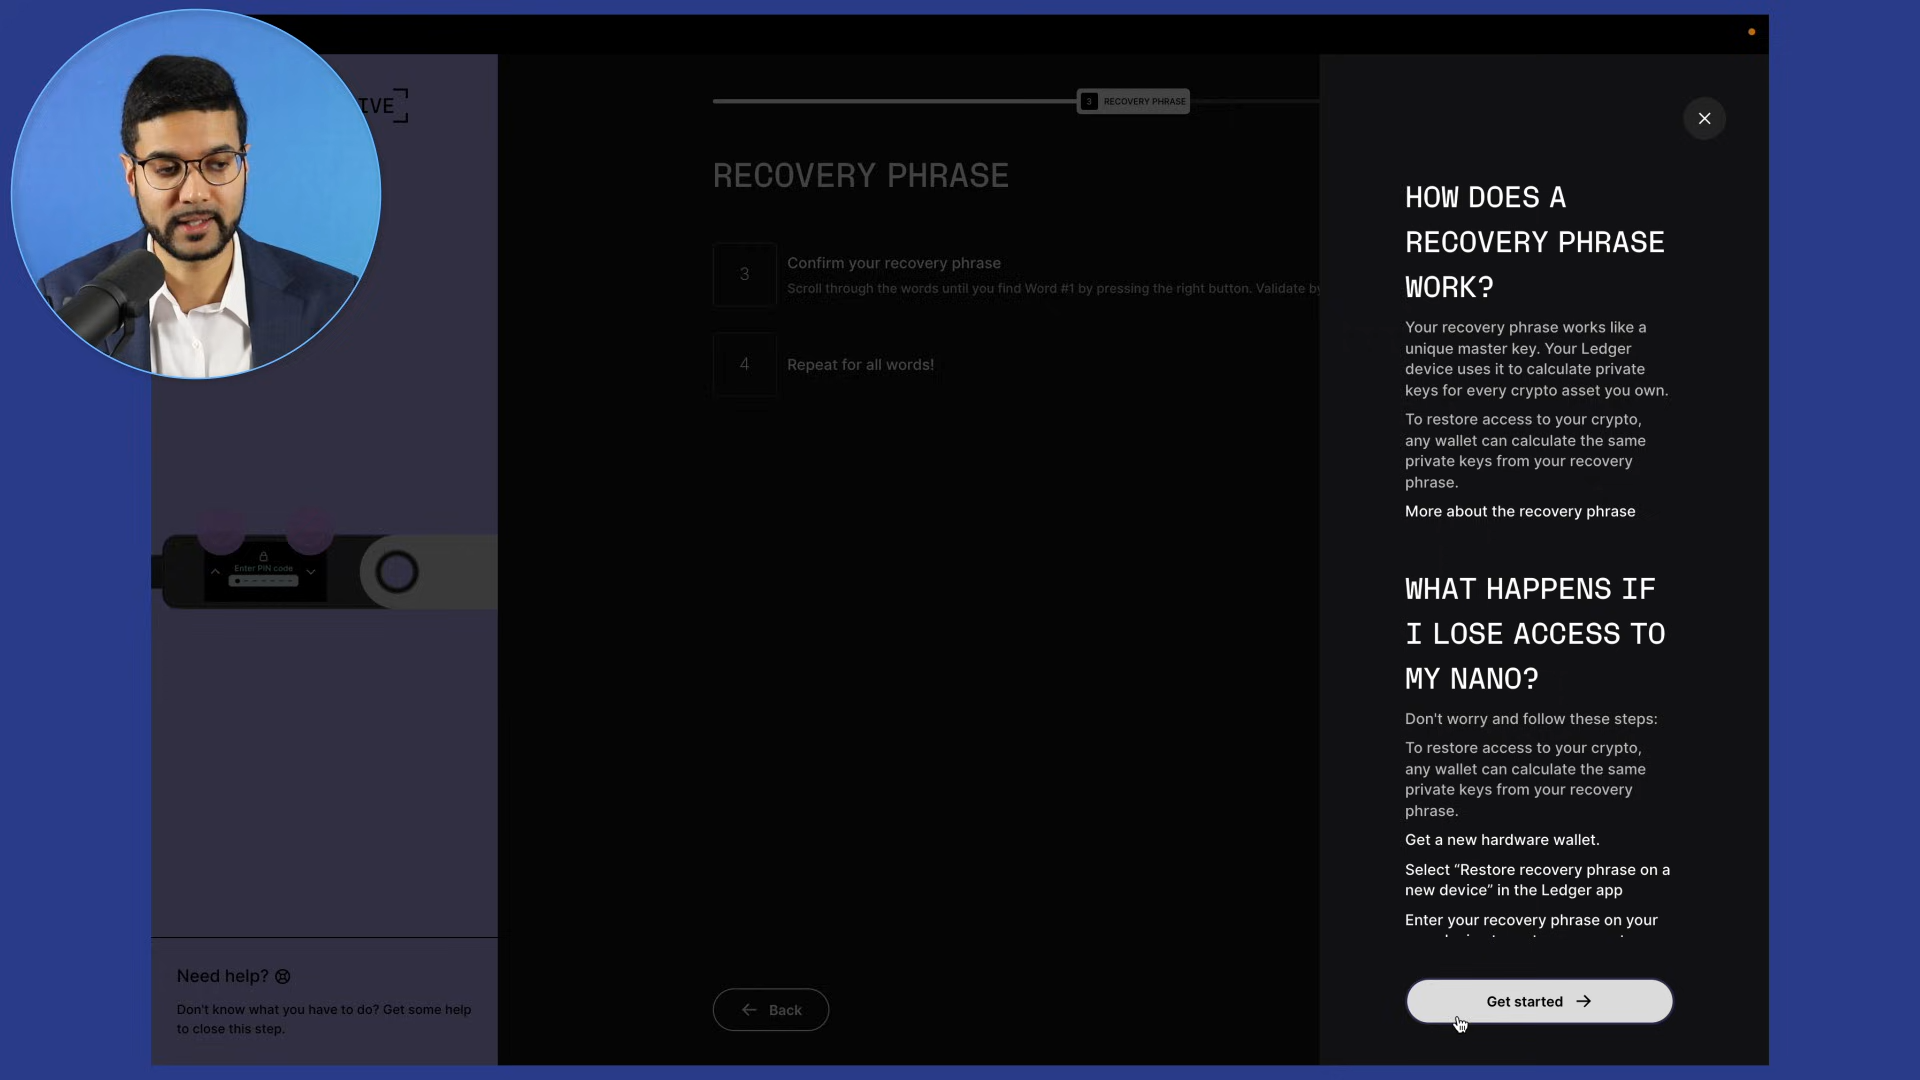 IVE
3 RECOVERY PHRASE
RECOVERY PHRASE
3
Confirm your recovery phrase
Scroll through the words until you find Word #1 by pressing the right button. Validate by
4
Repeat for all words!
Enter PIN code
Need help?
Don't know what you have to do? Get some help
to close this step.
Back
HOW DOES A
RECOVERY PHRASE
WORK?
Your recovery phrase works like a
unique master key. Your Ledger
device uses it to calculate private
keys for every crypto asset you own.
To restore access to your crypto,
any wallet can calculate the same
private keys from your recovery
phrase.
More about the recovery phrase
WHAT HAPPENS IF
I LOSE ACCESS TO
MY NANO?
Don't worry and follow these steps:
To restore access to your crypto,
any wallet can calculate the same
private keys from your recovery
phrase.
Get a new hardware wallet.
Select “Restore recovery phrase on a
new device” in the Ledger app
Enter your recovery phrase on your
Get started